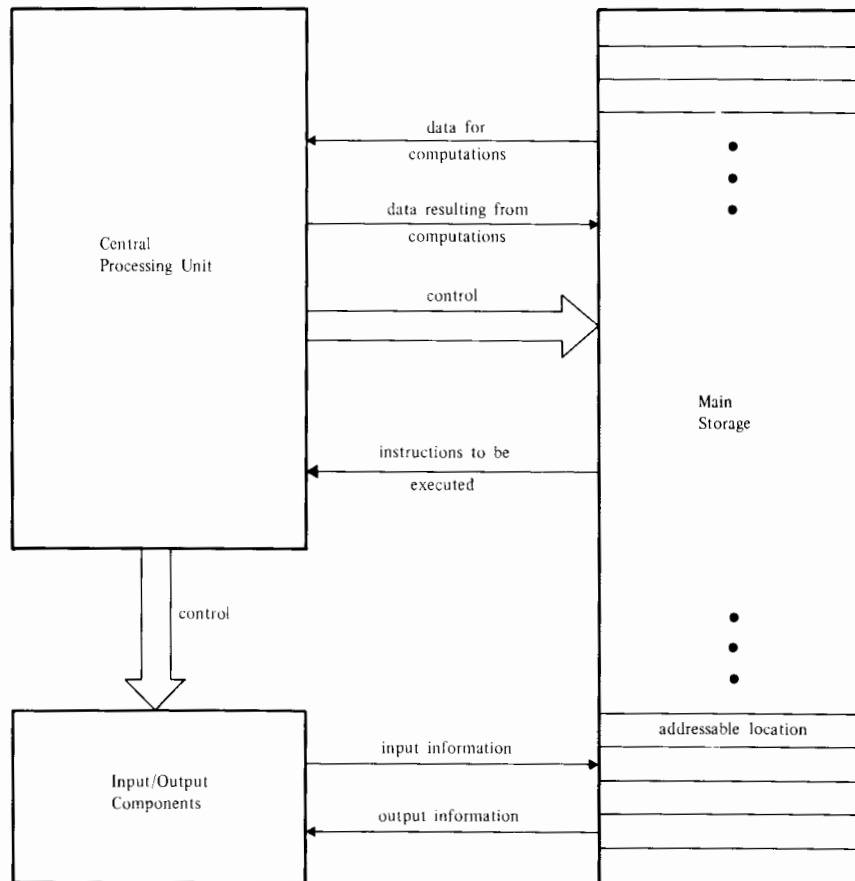 data for
computations
data resulting from
computations
Central
Processing Unit
control
Main
Storage
instructions to be
executed
control
addressable location
input information
Input/Output
Components
output information